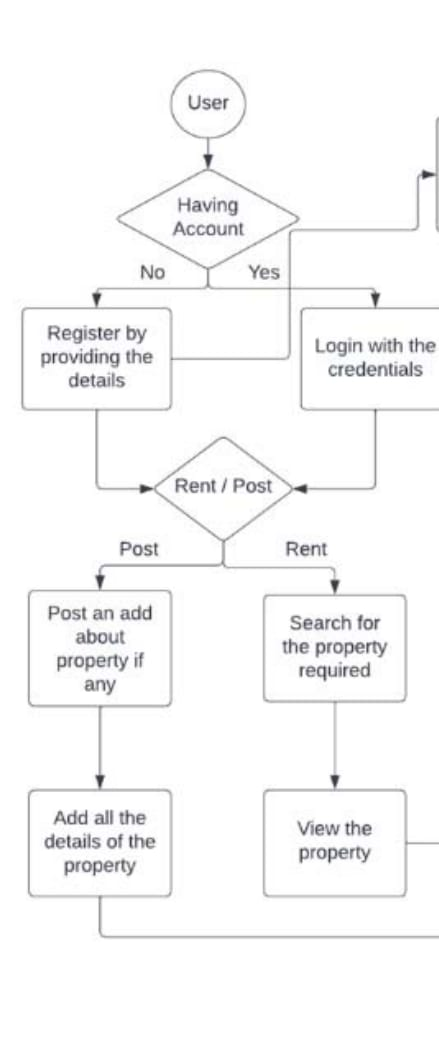 User
Having
Account
No
Yes
Register by
providing the
details
Login with the
credentials
Rent / Post
Post
Rent
Post an add
about
property if
any
Search for
the property
required
Add all the
details of the
property
View the
property